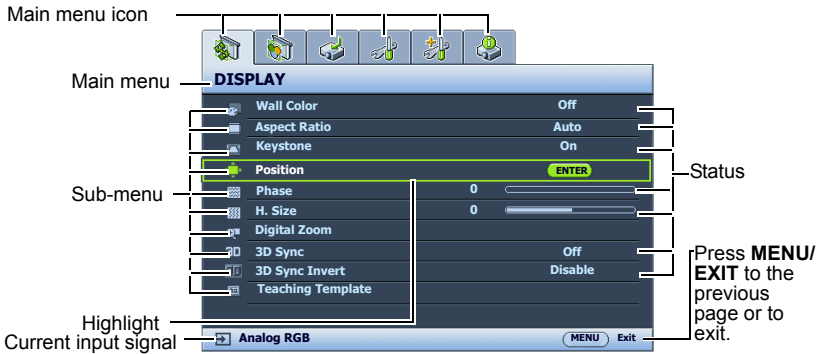 Main menu icon
Main menu
DISPLAY
Wall Color Off
Aspect Ratio Auto
Keystone On
Position ENTER
Status
Sub-menu
Phase 0
H. Size 0
Digital Zoom
3D 3D Sync Off
3D Sync Invert Disable
Teaching Template
Press MENU/
EXIT to the
previous
page or to
exit.
Highlight
Current input signal
Analog RGB MENU Exit